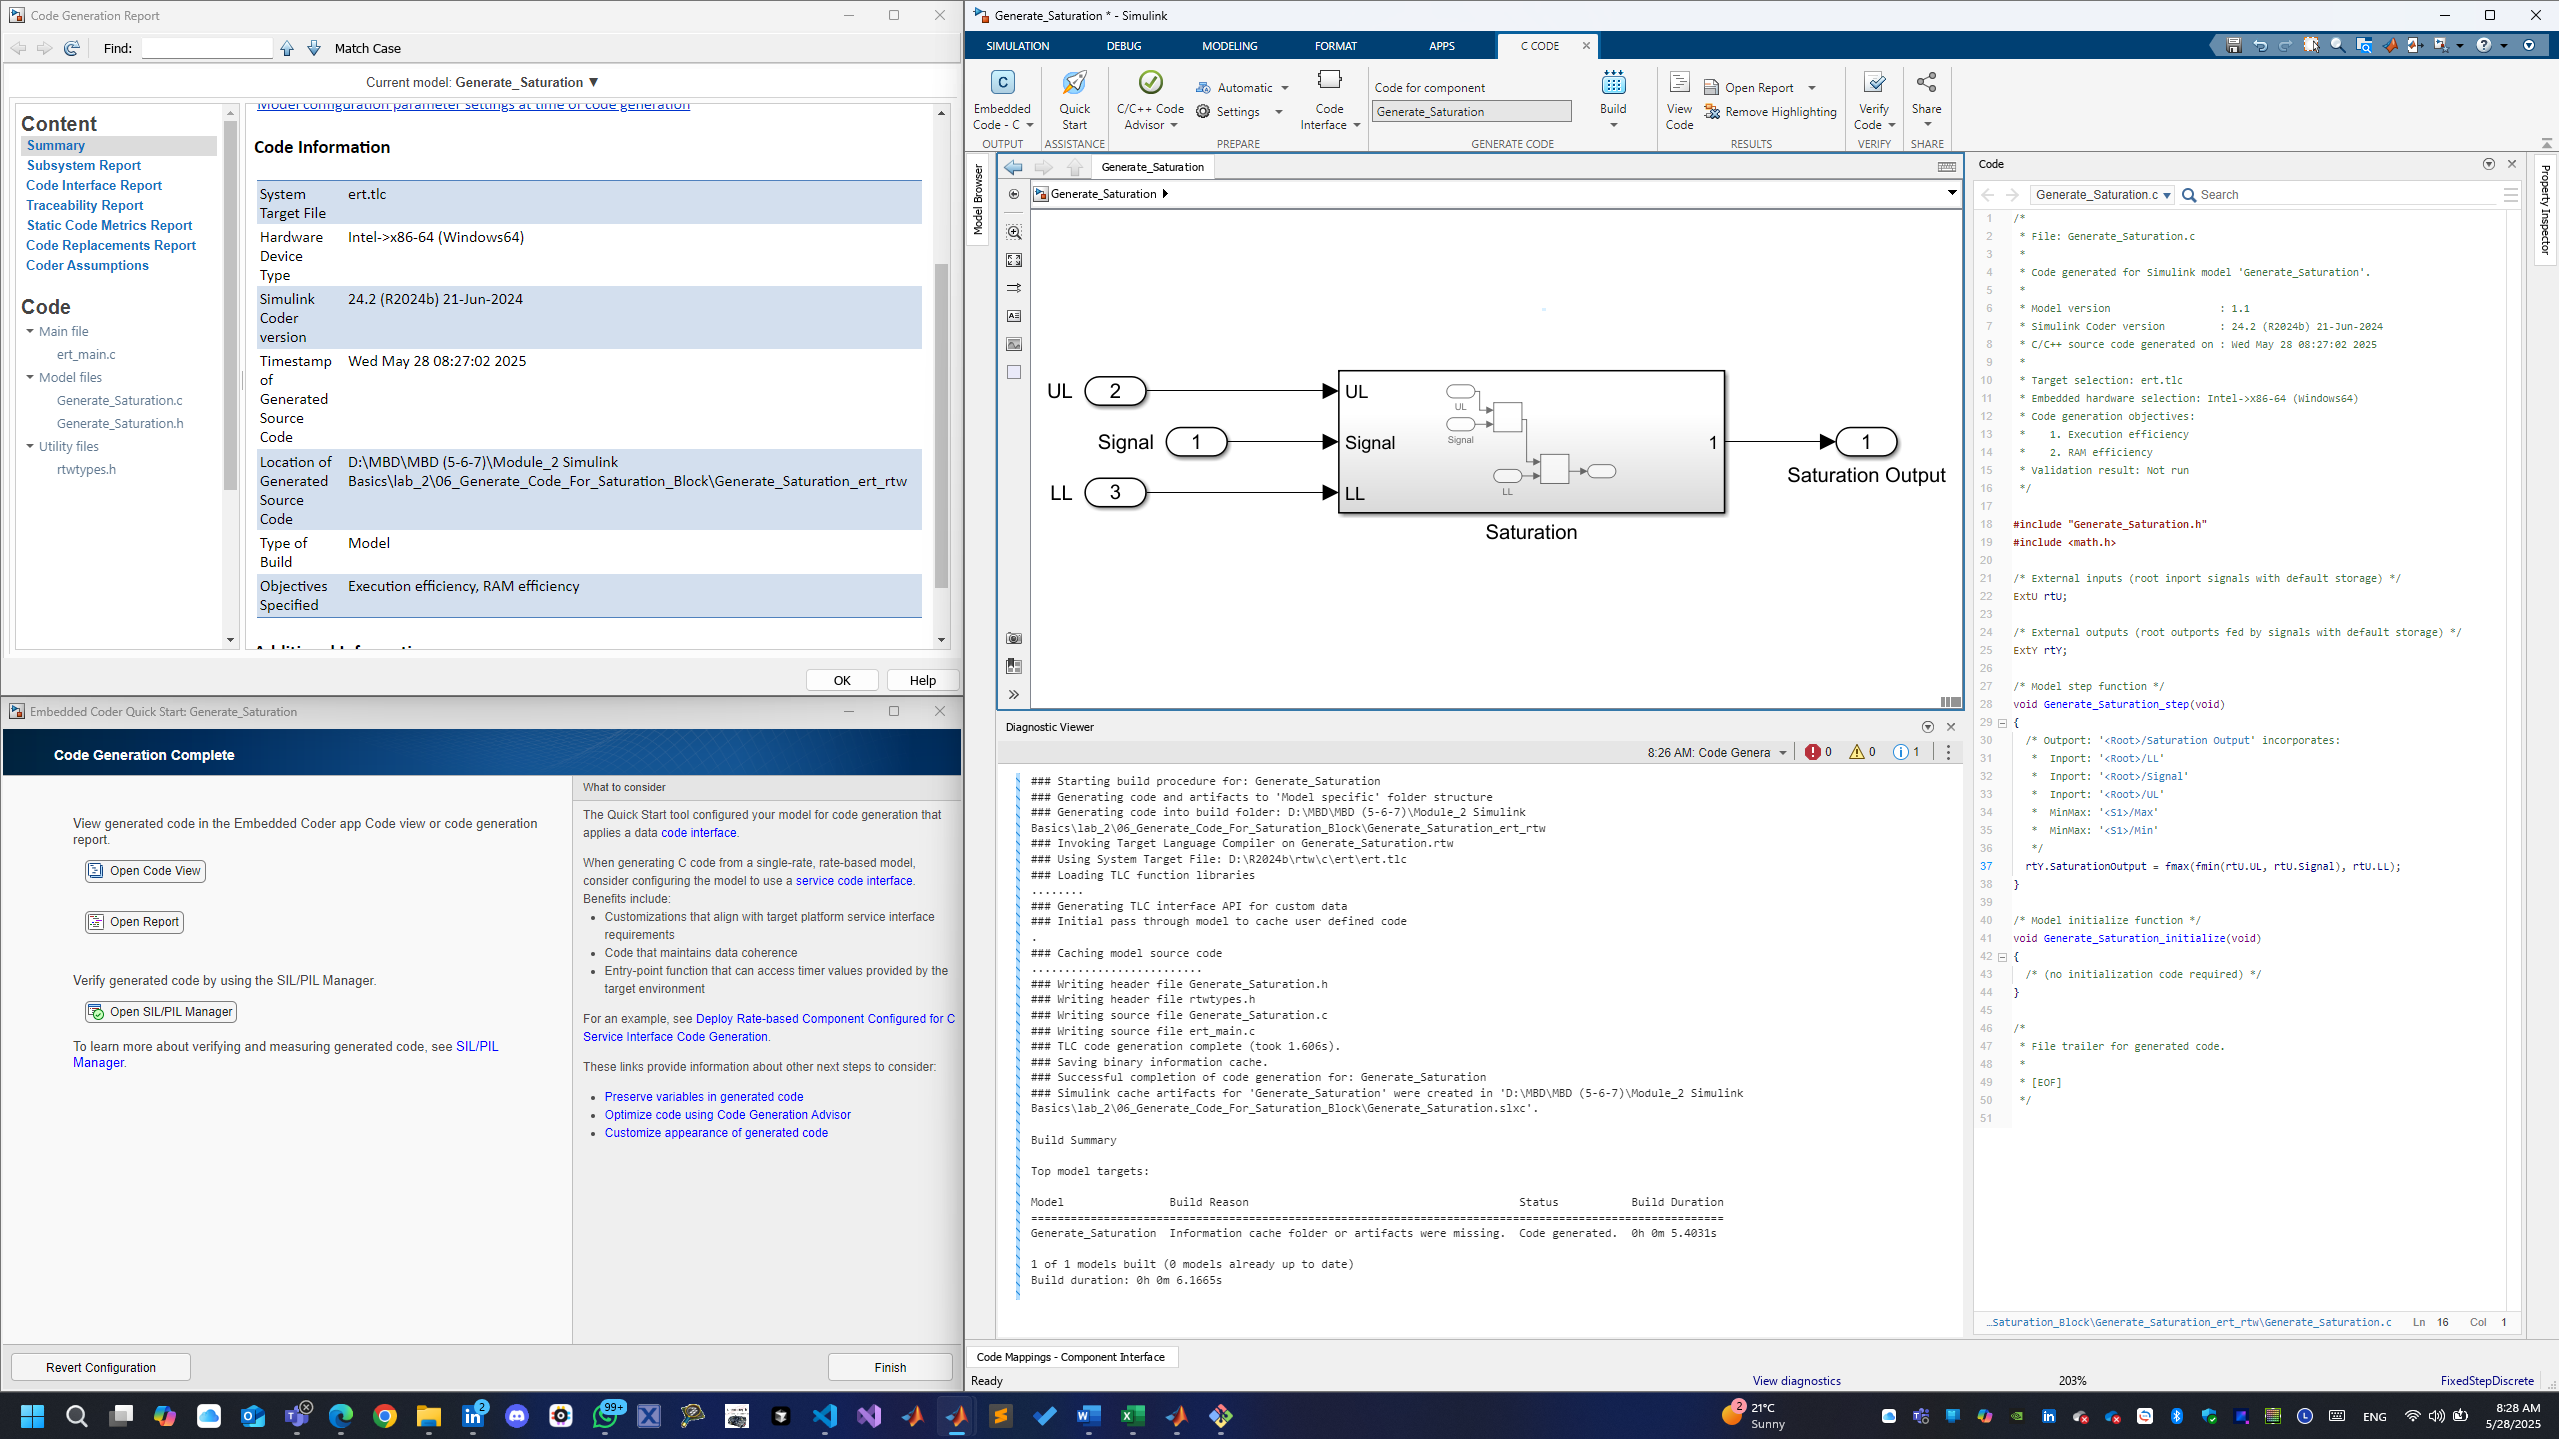 Code Generation Report
Find:
Match Case
Current model: Generate_Saturation ▼
Content
Summary
Subsystem Report
Code Interface Report
Traceability Report
Static Code Metrics Report
Code Replacements Report
Coder Assumptions
Code
Main file
ert_main.c
Model files
Generate_Saturation.c
Generate_Saturation.h
Utility files
rtwtypes.h
Model configuration parameter settings at time of code generation
Code Information
System Target File ert.tlc
Hardware Device Type Intel->x86-64 (Windows64)
Simulink Coder version 24.2 (R2024b) 21-Jun-2024
Timestamp of Generated Source Code Wed May 28 08:27:02 2025
Location of Generated Source Code D:\MBD\MBD (5-6-7)\Module_2 Simulink Basics\lab_2\06_Generate_Code_For_Saturation_Block\Generate_Saturation_ert_rtw
Type of Build Model
Objectives Specified Execution efficiency, RAM efficiency
OK
Help
Embedded Coder Quick Start: Generate_Saturation
Code Generation Complete
View generated code in the Embedded Coder app Code view or code generation
report.
Open Code View
Open Report
Verify generated code by using the SIL/PIL Manager.
Open SIL/PIL Manager
To learn more about verifying and measuring generated code, see SIL/PIL
Manager.
What to consider
The Quick Start tool configured your model for code generation that
applies a data code interface.
When generating C code from a single-rate, rate-based model,
consider configuring the model to use a service code interface.
Benefits include:
Customizations that align with target platform service interface
requirements
Code that maintains data coherence
Entry-point function that can access timer values provided by the
target environment
For an example, see Deploy Rate-based Component Configured for C
Service Interface Code Generation.
These links provide information about other next steps to consider:
Preserve variables in generated code
Optimize code using Code Generation Advisor
Customize appearance of generated code
Revert Configuration
Finish
Generate_Saturation * - Simulink
SIMULATION DEBUG MODELING FORMAT APPS C CODE
Embedded Code - C
OUTPUT
Quick Start
ASSISTANCE
C/C++ Code Advisor
Automatic
Settings
Code Interface
PREPARE
Code for component
Generate_Saturation
Build
GENERATE CODE
View Code
Open Report
Remove Highlighting
RESULTS
Verify Code
VERIFY
Share
SHARE
Model Browser
Generate_Saturation
Generate_Saturation
UL 2
Signal 1
LL 3
UL
Signal
LL
UL
Signal
LL
1
Saturation
1
Saturation Output
Diagnostic Viewer
8:26 AM: Code Genera
0 0 1
### Starting build procedure for: Generate_Saturation
### Generating code and artifacts to 'Model specific' folder structure
### Generating code into build folder: D:\MBD\MBD (5-6-7)\Module_2 Simulink
Basics\lab_2\06_Generate_Code_For_Saturation_Block\Generate_Saturation_ert_rtw
### Invoking Target Language Compiler on Generate_Saturation.rtw
### Using System Target File: D:\R2024b\rtw\c\ert\ert.tlc
### Loading TLC function libraries
........
### Generating TLC interface API for custom data
### Initial pass through model to cache user defined code
.
### Caching model source code
..........................
### Writing header file Generate_Saturation.h
### Writing header file rtwtypes.h
### Writing source file Generate_Saturation.c
### Writing source file ert_main.c
### TLC code generation complete (took 1.606s).
### Saving binary information cache.
### Successful completion of code generation for: Generate_Saturation
### Simulink cache artifacts for 'Generate_Saturation' were created in 'D:\MBD\MBD (5-6-7)\Module_2 Simulink
Basics\lab_2\06_Generate_Code_For_Saturation_Block\Generate_Saturation.slxc'.
Build Summary
Top model targets:
Model Build Reason Status Build Duration
Generate_Saturation Information cache folder or artifacts were missing. Code generated. 0h 0m 5.4031s
1 of 1 models built (0 models already up to date)
Build duration: 0h 0m 6.1665s
Code
Property Inspector
Generate_Saturation.c
Search
1 /*
2 * File: Generate_Saturation.c
3 *
4 * Code generated for Simulink model 'Generate_Saturation'.
5 *
6 * Model version : 1.1
7 * Simulink Coder version : 24.2 (R2024b) 21-Jun-2024
8 * C/C++ source code generated on : Wed May 28 08:27:02 2025
9 *
10 * Target selection: ert.tlc
11 * Embedded hardware selection: Intel->x86-64 (Windows64)
12 * Code generation objectives:
13 * 1. Execution efficiency
14 * 2. RAM efficiency
15 * Validation result: Not run
16 */
17
18 #include "Generate_Saturation.h"
19 #include <math.h>
20
21 /* External inputs (root inport signals with default storage) */
22 ExtU rtU;
23
24 /* External outputs (root outports fed by signals with default storage) */
25 ExtY rtY;
26
27 /* Model step function */
28 void Generate_Saturation_step(void)
29 {
30 /* Outport: '<Root>/Saturation Output' incorporates:
31 * Inport: '<Root>/LL'
32 * Inport: '<Root>/Signal'
33 * Inport: '<Root>/UL'
34 * MinMax: '<S1>/Max'
35 * MinMax: '<S1>/Min'
36 */
37 rtY.SaturationOutput = fmax(fmin(rtU.UL, rtU.Signal), rtU.LL);
38 }
39
40 /* Model initialize function */
41 void Generate_Saturation_initialize(void)
42 {
43 /* (no initialization code required) */
44 }
45
46 /*
47 * File trailer for generated code.
48 *
49 * [EOF]
50 */
51
...Saturation_Block\Generate_Saturation_ert_rtw\Generate_Saturation.c Ln 16 Col 1
Code Mappings - Component Interface
Ready
View diagnostics
203%
FixedStepDiscrete
2
99+
2
21°C
Sunny
ENG
8:28 AM
5/28/2025